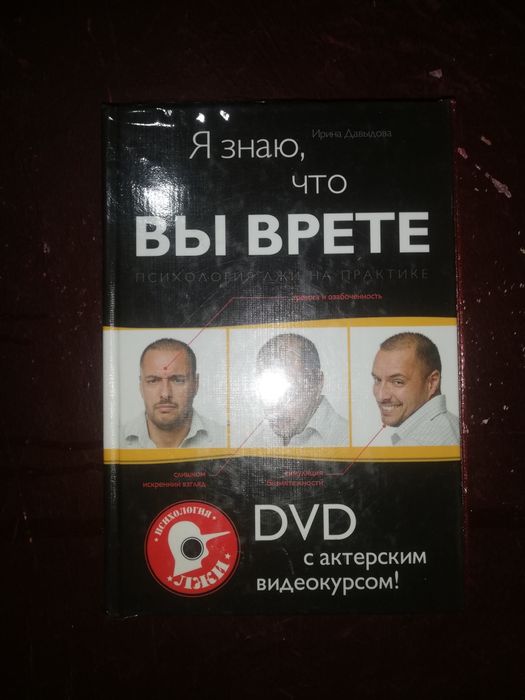 Ирина Давыдова
Я знаю,
что
ВЫ ВРЕТЕ
ПСИХОЛОГИЯ ЛЖИ НА ПРАКТИКЕ
тревога и озабоченность
слишком
искренний взгляд
симуляция
безмятежности
ПСИХОЛОГИЯ
ЛЖИ
DVD
с актерским
видеокурсом!